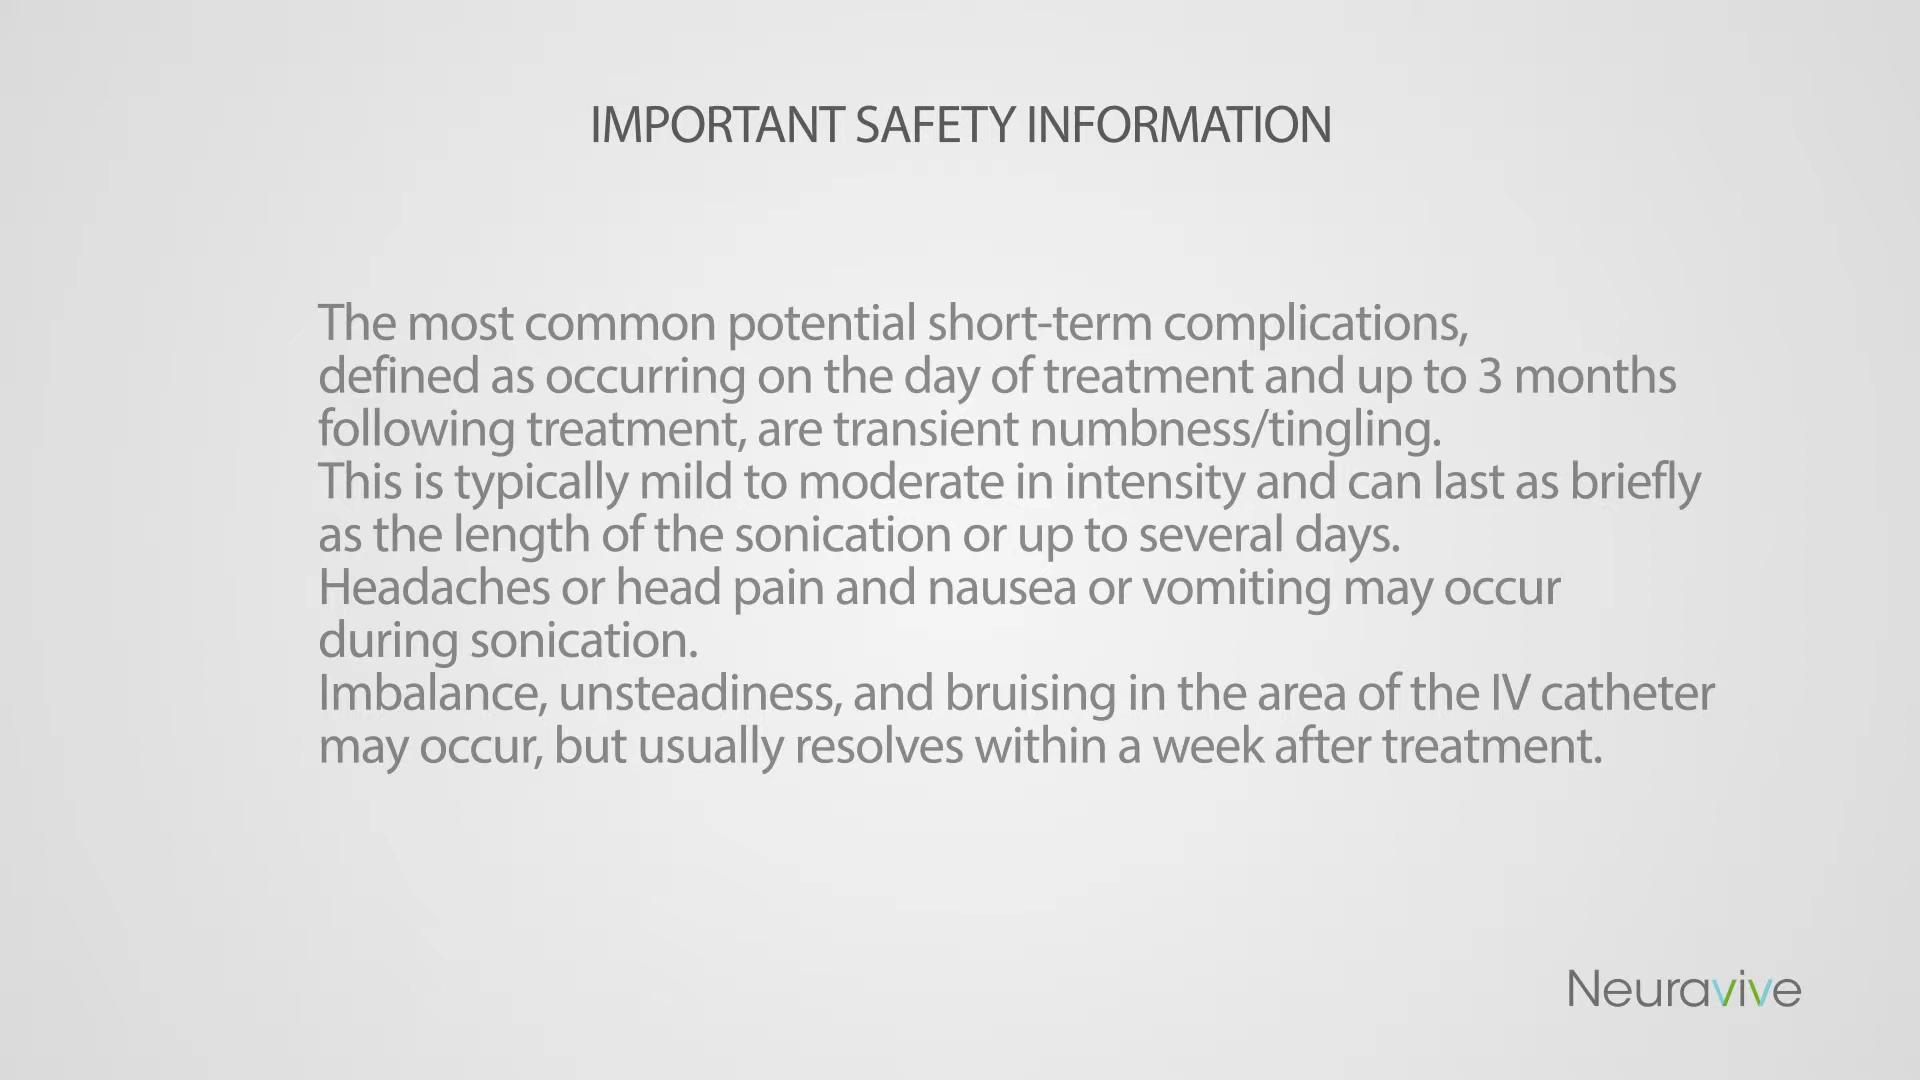 IMPORTANT SAFETY INFORMATION
The most common potential short-term complications,
defined as occurring on the day of treatment and up to 3 months
following treatment, are transient numbness/tingling.
This is typically mild to moderate in intensity and can last as briefly
as the length of the sonication or up to several days.
Headaches or head pain and nausea or vomiting may occur
during sonication.
Imbalance, unsteadiness, and bruising in the area of the IV catheter
may occur, but usually resolves within a week after treatment.
Neuravive